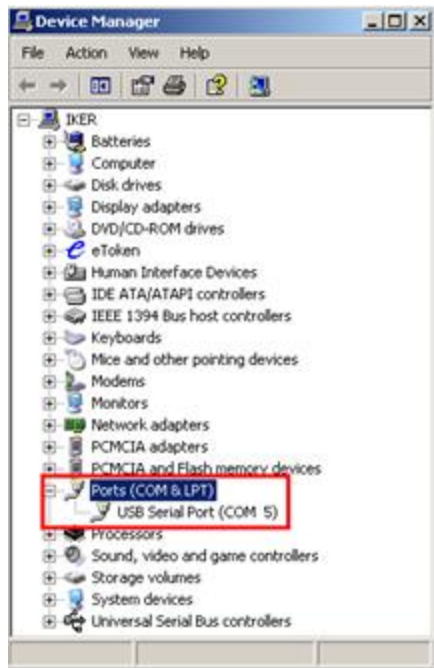 Device Manager
File Action View Help
IKER
Batteries
Computer
Disk drives
Display adapters
DVD/CD-ROM drives
eToken
Human Interface Devices
IDE ATA/ATAPI controllers
IEEE 1394 Bus host controllers
Keyboards
Mice and other pointing devices
Modems
Monitors
Network adapters
PCMCIA adapters
PCMCIA and Flash memory devices
Ports (COM & LPT)
USB Serial Port (COM 5)
Processors
Sound, video and game controllers
Storage volumes
System devices
Universal Serial Bus controllers